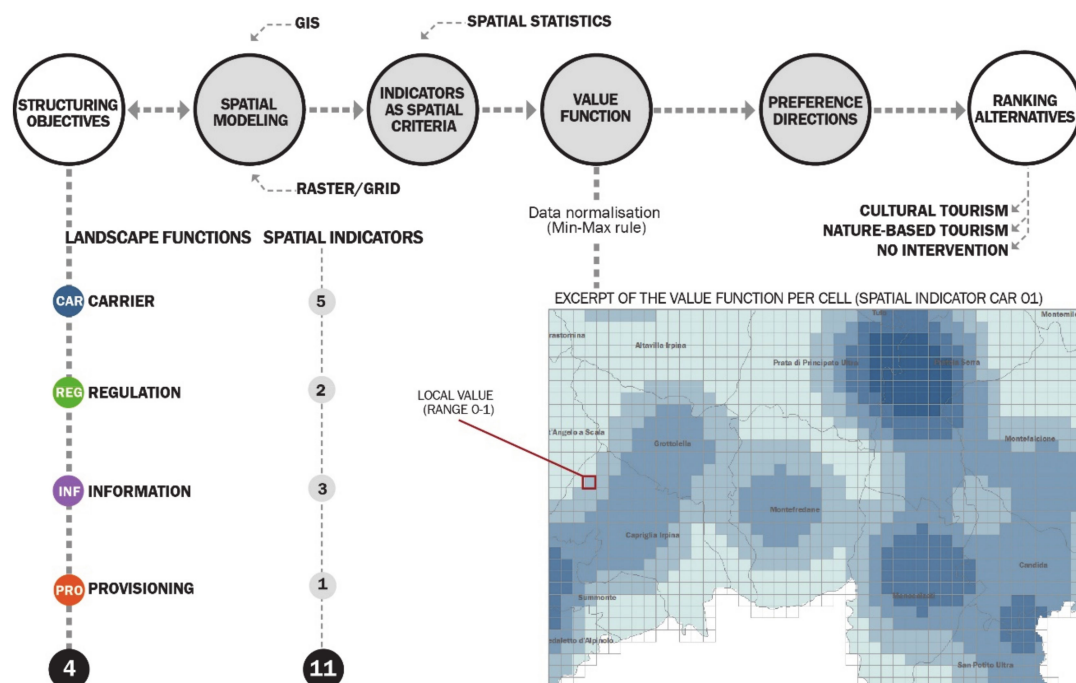 GIS
SPATIAL STATISTICS
STRUCTURING
OBJECTIVES
SPATIAL
MODELING
INDICATORS
AS SPATIAL
CRITERIA
VALUE
FUNCTION
PREFERENCE
DIRECTIONS
RANKING
ALTERNATIVES
RASTER/GRID
Data normalisation
(Min-Max rule)
CULTURAL TOURISM
NATURE-BASED TOURISM
NO INTERVENTION
LANDSCAPE FUNCTIONS SPATIAL INDICATORS
CAR CARRIER 5
REG REGULATION 2
INF INFORMATION 3
PRO PROVISIONING 1
4 11
EXCERPT OF THE VALUE FUNCTION PER CELL (SPATIAL INDICATOR CAR 01)
LOCAL VALUE
(RANGE 0-1)
Altavilla Irpina
Prata di Principato Ultra
Grottolella
Montefalcione
Montefredane
Capriglia Irpina
Candida
Summonte
San Potito Ultra